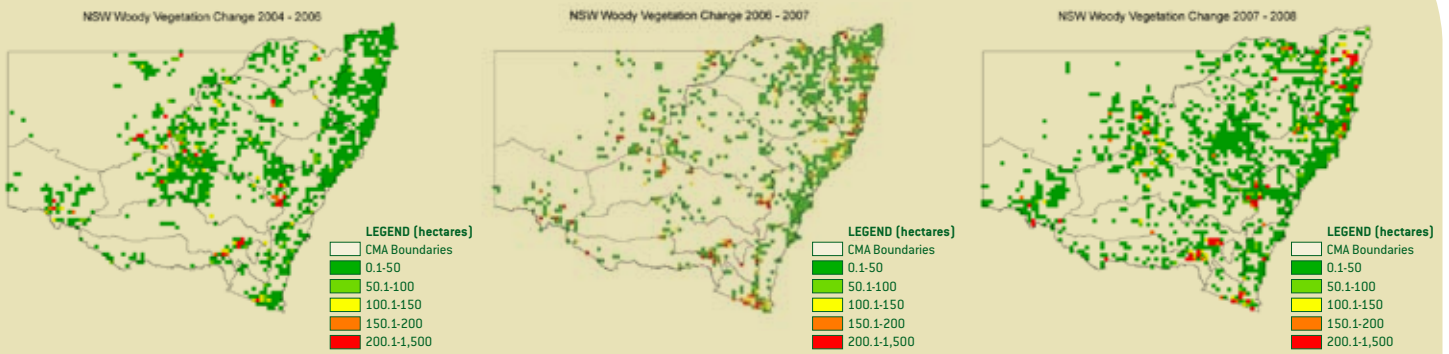 NSW Woody Vegetation Change 2004 - 2006
LEGEND (hectares)
CMA Boundaries
0.1-50
50.1-100
100.1-150
150.1-200
200.1-1,500
NSW Woody Vegetation Change 2006 - 2007
LEGEND (hectares)
CMA Boundaries
0.1-50
50.1-100
100.1-150
150.1-200
200.1-1,500
NSW Woody Vegetation Change 2007 - 2008
LEGEND (hectares)
CMA Boundaries
0.1-50
50.1-100
100.1-150
150.1-200
200.1-1,500